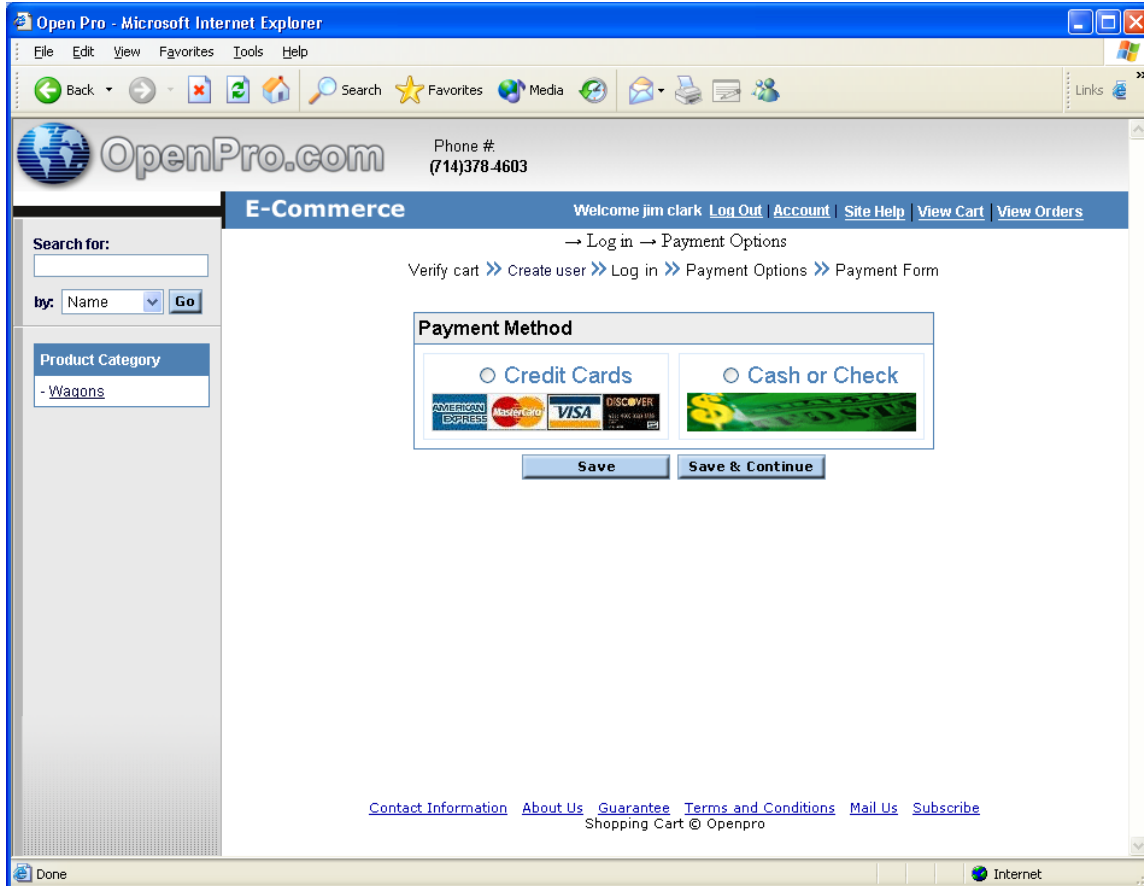 Open Pro - Microsoft Internet Explorer
File Edit View Favorites Tools Help
Back Search Favorites Media Links »
OpenPro.com
Phone #:
(714)378-4603
E-Commerce Welcome jim clark Log Out | Account | Site Help | View Cart | View Orders
→ Log in → Payment Options
Verify cart » Create user » Log in » Payment Options » Payment Form
Search for:
by: Name Go
Product Category
- Wagons
Payment Method
Credit Cards Cash or Check
AMERICAN EXPRESS MasterCard VISA DISCOVER
Save Save & Continue
Contact Information About Us Guarantee Terms and Conditions Mail Us Subscribe
Shopping Cart © Openpro
Done Internet